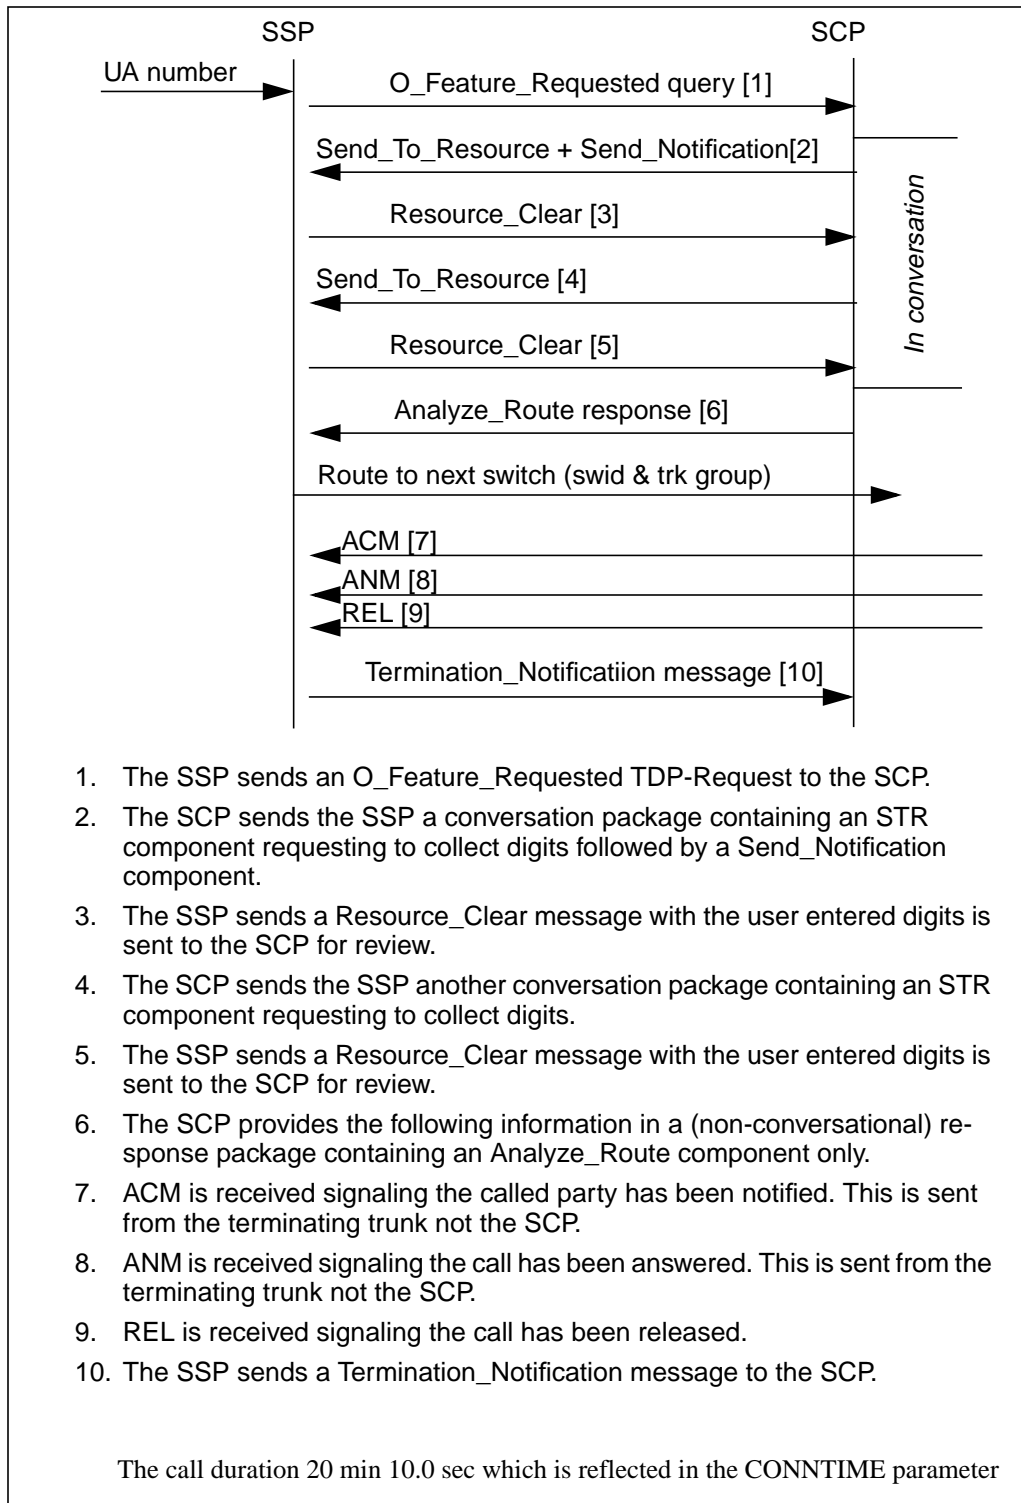 SSP SCP
UA number
O_Feature_Requested query [1]
Send_To_Resource + Send_Notification[2]
Resource_Clear [3]
Send_To_Resource [4]
Resource_Clear [5]
In conversation
Analyze_Route response [6]
Route to next switch (swid & trk group)
ACM [7]
ANM [8]
REL [9]
Termination_Notificatiion message [10]
1. The SSP sends an O_Feature_Requested TDP-Request to the SCP.
2. The SCP sends the SSP a conversation package containing an STR
component requesting to collect digits followed by a Send_Notification
component.
3. The SSP sends a Resource_Clear message with the user entered digits is
sent to the SCP for review.
4. The SCP sends the SSP another conversation package containing an STR
component requesting to collect digits.
5. The SSP sends a Resource_Clear message with the user entered digits is
sent to the SCP for review.
6. The SCP provides the following information in a (non-conversational) re-
sponse package containing an Analyze_Route component only.
7. ACM is received signaling the called party has been notified. This is sent
from the terminating trunk not the SCP.
8. ANM is received signaling the call has been answered. This is sent from the
terminating trunk not the SCP.
9. REL is received signaling the call has been released.
10. The SSP sends a Termination_Notification message to the SCP.
The call duration 20 min 10.0 sec which is reflected in the CONNTIME parameter